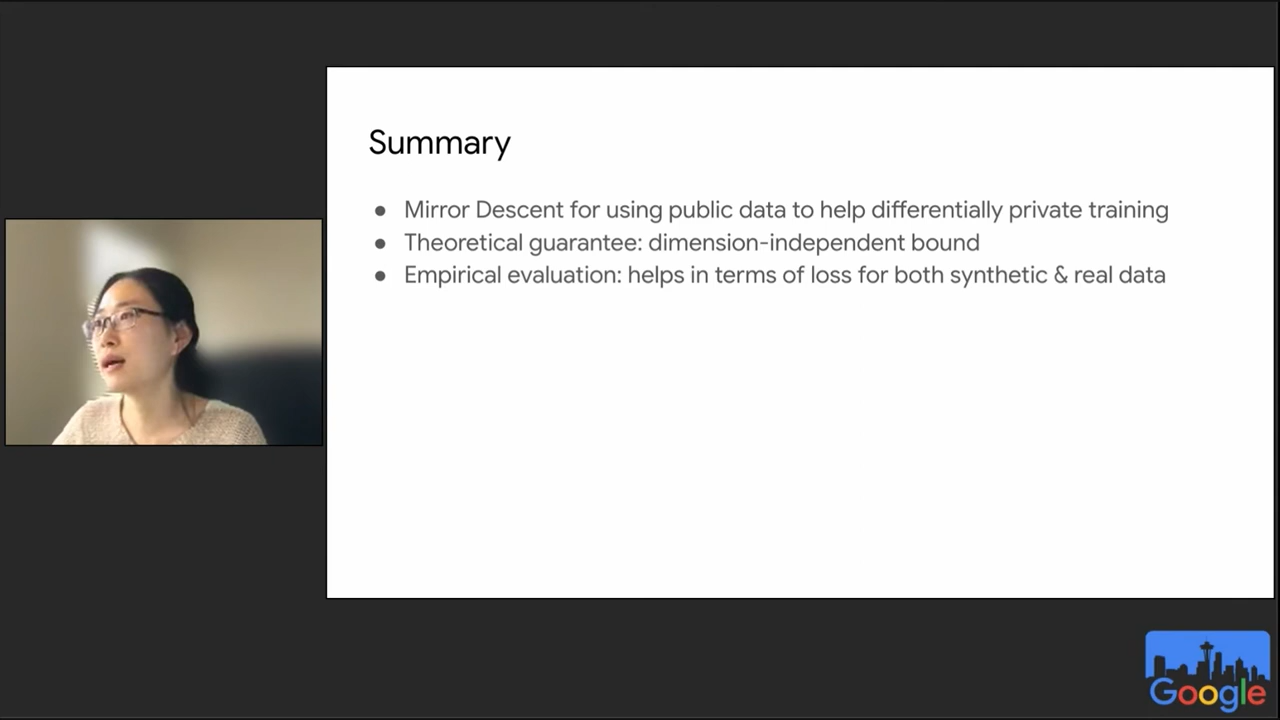 Summary
● Mirror Descent for using public data to help differentially private training
● Theoretical guarantee: dimension-independent bound
● Empirical evaluation: helps in terms of loss for both synthetic & real data
Google